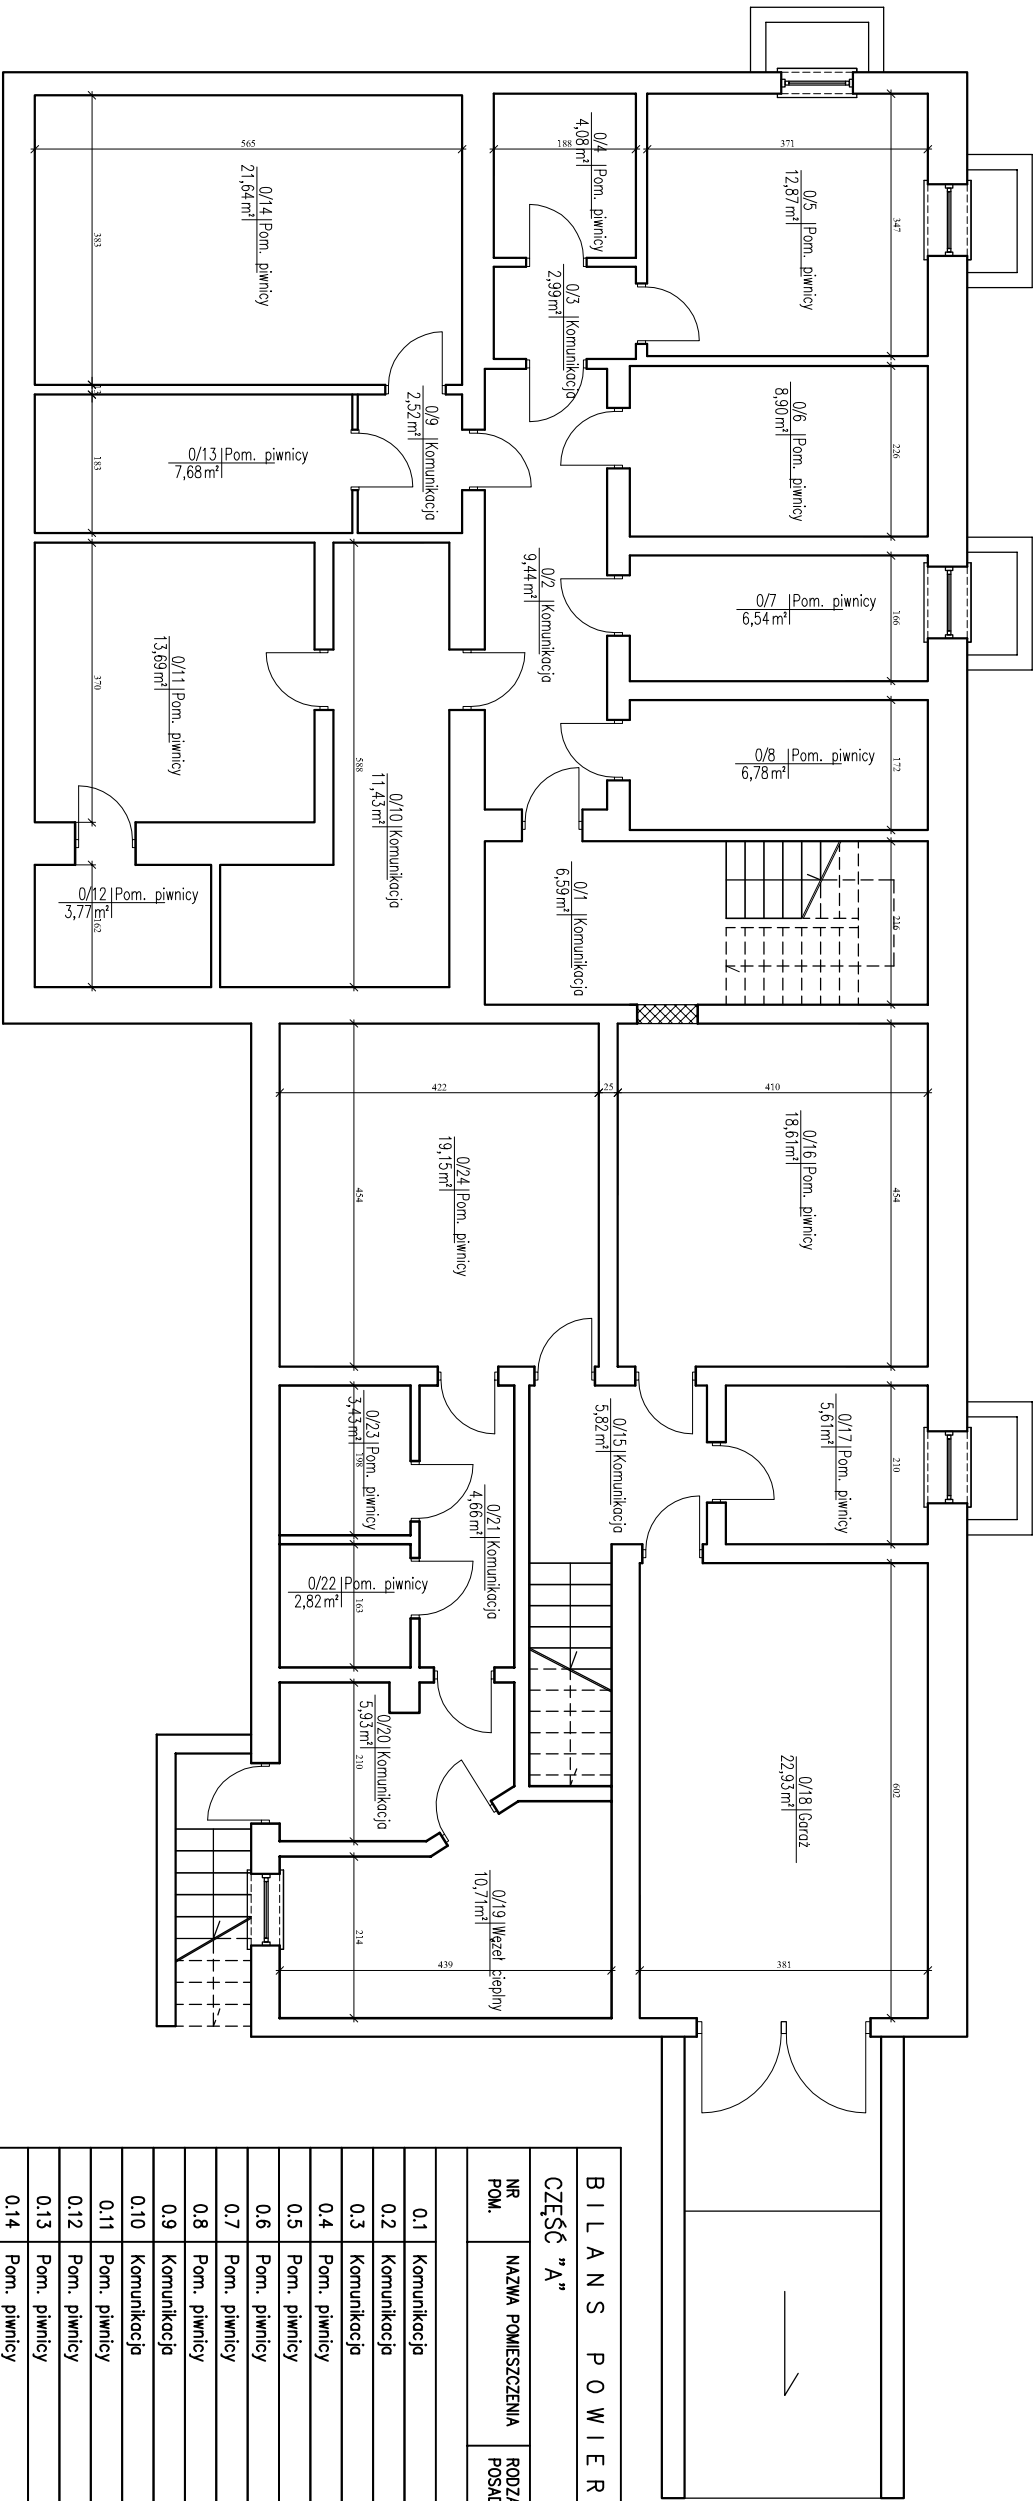 0/5 Pom. piwnicy
12,87m²
0/4 Pom. piwnicy
4,08m²
0/3 Komunikacja
2,99m²
0/6 Pom. piwnicy
8,90m²
0/7 Pom. piwnicy
6,54m²
0/8 Pom. piwnicy
6,78m²
0/2 Komunikacja
9,44m²
0/1 Komunikacja
6,59m²
0/14 Pom. piwnicy
21,64m²
0/9 Komunikacja
2,52m²
0/13 Pom. piwnicy
7,68m²
0/11 Pom. piwnicy
13,69m²
0/10 Komunikacja
11,43m²
0/12 Pom. piwnicy
3,77m²
0/16 Pom. piwnicy
18,61m²
0/24 Pom. piwnicy
19,15m²
0/17 Pom. piwnicy
5,61m²
0/15 Komunikacja
5,82m²
0/23 Pom. piwnicy
3,43m²
0/21 Komunikacja
4,66m²
0/22 Pom. piwnicy
2,82m²
0/18 Garaż
22,93m²
0/20 Komunikacja
5,93m²
0/19 Węzeł cieplny
10,71m²
347
226
166
172
216
454
210
602
371
188
565
410
25
422
381
439
383
13
183
370
588
162
454
198
163
210
214
BILANS POWIER
CZĘŚĆ "A"
NR POM.
NAZWA POMIESZCZENIA
RODZA
POSAD
0.1 Komunikacja
0.2 Komunikacja
0.3 Komunikacja
0.4 Pom. piwnicy
0.5 Pom. piwnicy
0.6 Pom. piwnicy
0.7 Pom. piwnicy
0.8 Pom. piwnicy
0.9 Komunikacja
0.10 Komunikacja
0.11 Pom. piwnicy
0.12 Pom. piwnicy
0.13 Pom. piwnicy
0.14 Pom. piwnicy